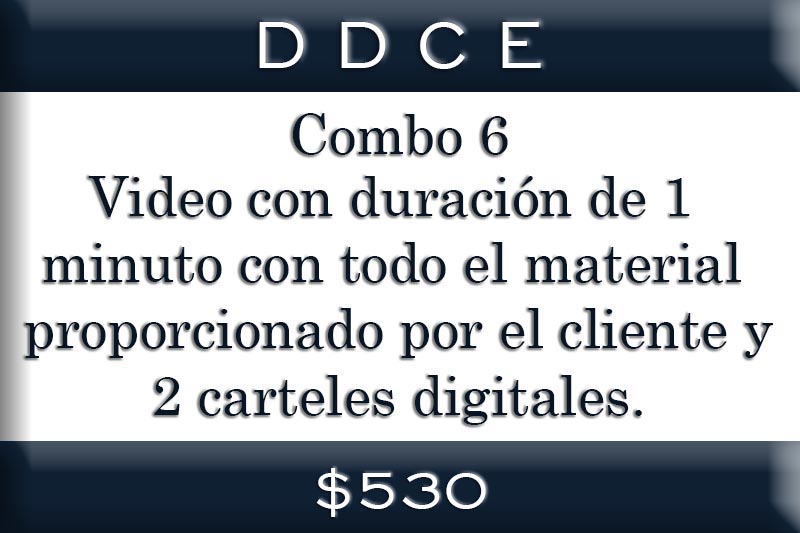 D D C E
Combo 6
Video con duración de 1
minuto con todo el material
proporcionado por el cliente y
2 carteles digitales.
$530